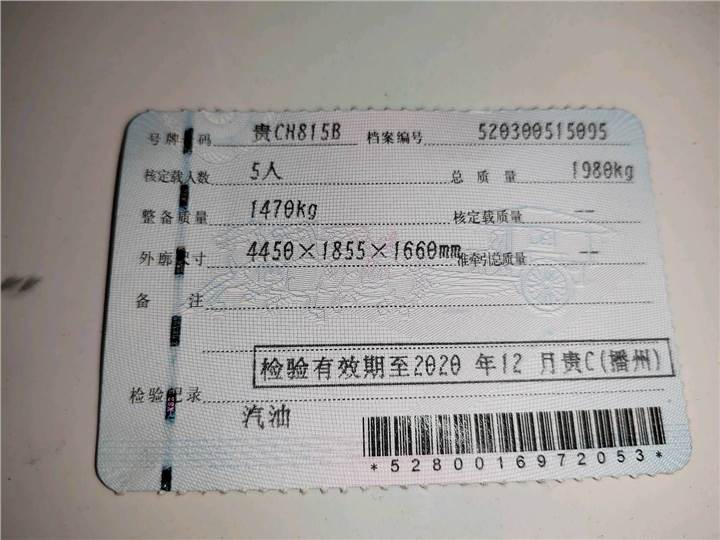 号牌号码 贵CH815B 档案编号 520300515095
核定载人数 5人 总质量 1980kg
整备质量 1470kg 核定载质量 --
外廓尺寸 4450×1855×1660mm 准牵引总质量 --
备注
检验有效期至2020 年12 月贵C(播州)
检验记录
汽油
*5280016972053*